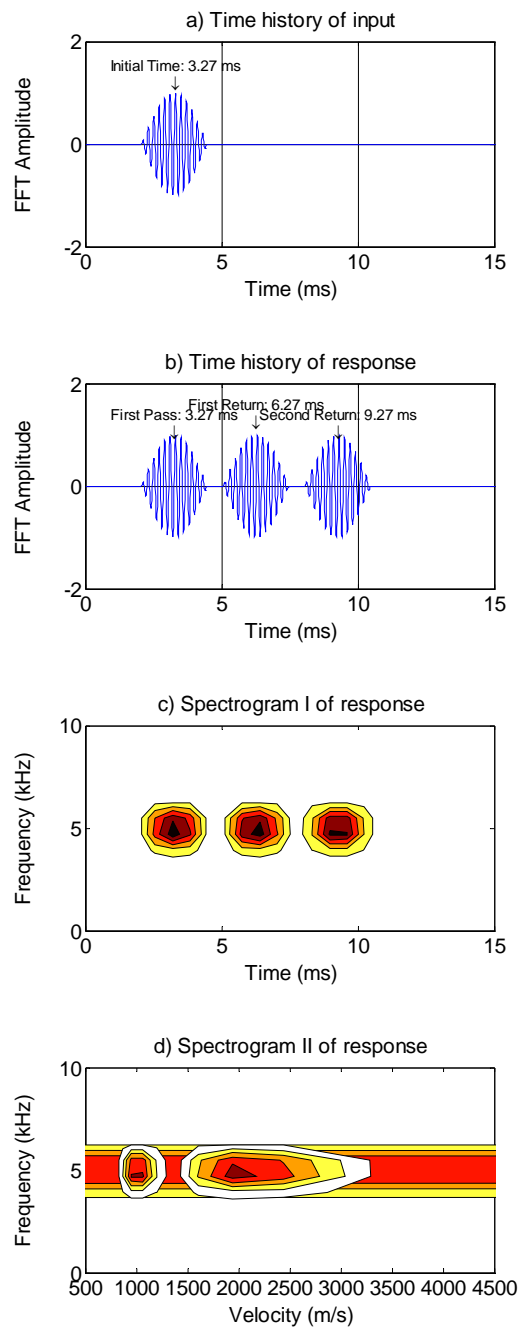 a) Time history of input
2
Initial Time: 3.27 ms
↓
0
FFT Amplitude
-2
0 5 10 15
Time (ms)
b) Time history of response
2
First Return: 6.27 ms
First Pass: 3.27 ms Second Return: 9.27 ms
↓ ↓ ↓
0
FFT Amplitude
-2
0 5 10 15
Time (ms)
c) Spectrogram I of response
10
5
Frequency (kHz)
0
0 5 10 15
Time (ms)
d) Spectrogram II of response
10
5
Frequency (kHz)
0
500 1000 1500 2000 2500 3000 3500 4000 4500
Velocity (m/s)